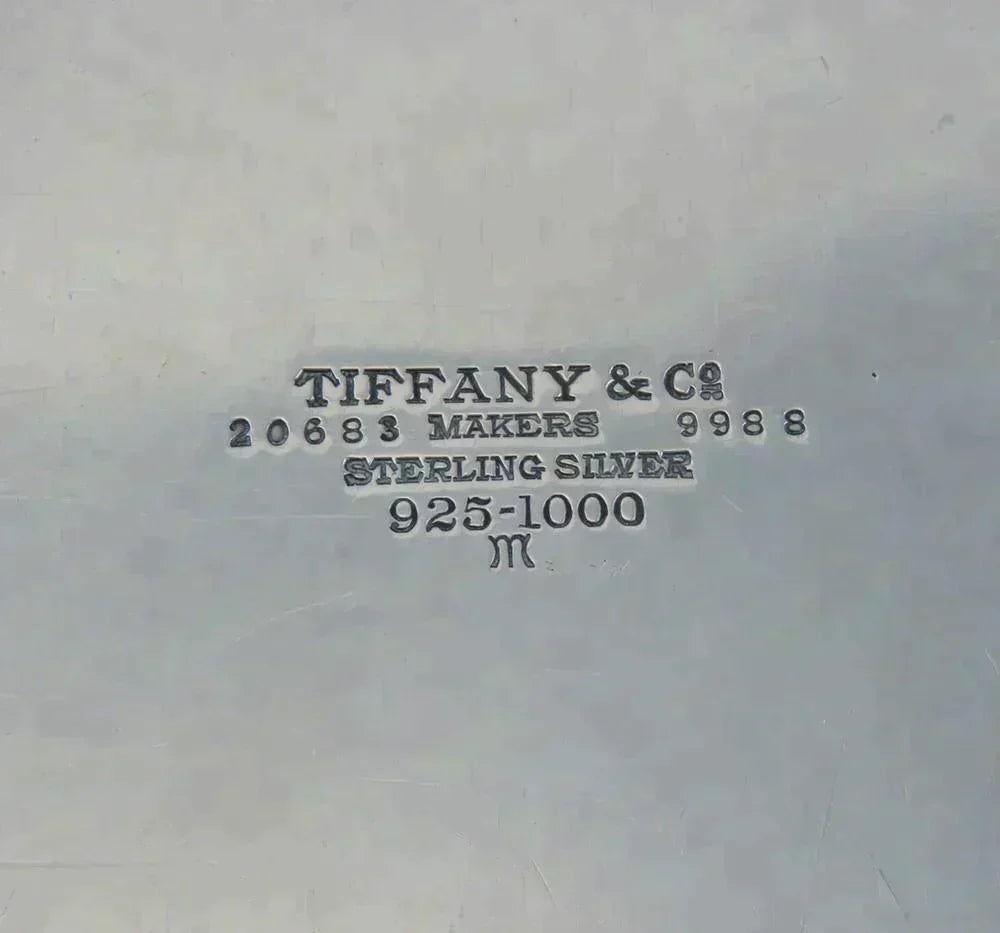 TIFFANY & Cº
20683 MAKERS 9988
STERLING SILVER
925-1000
m